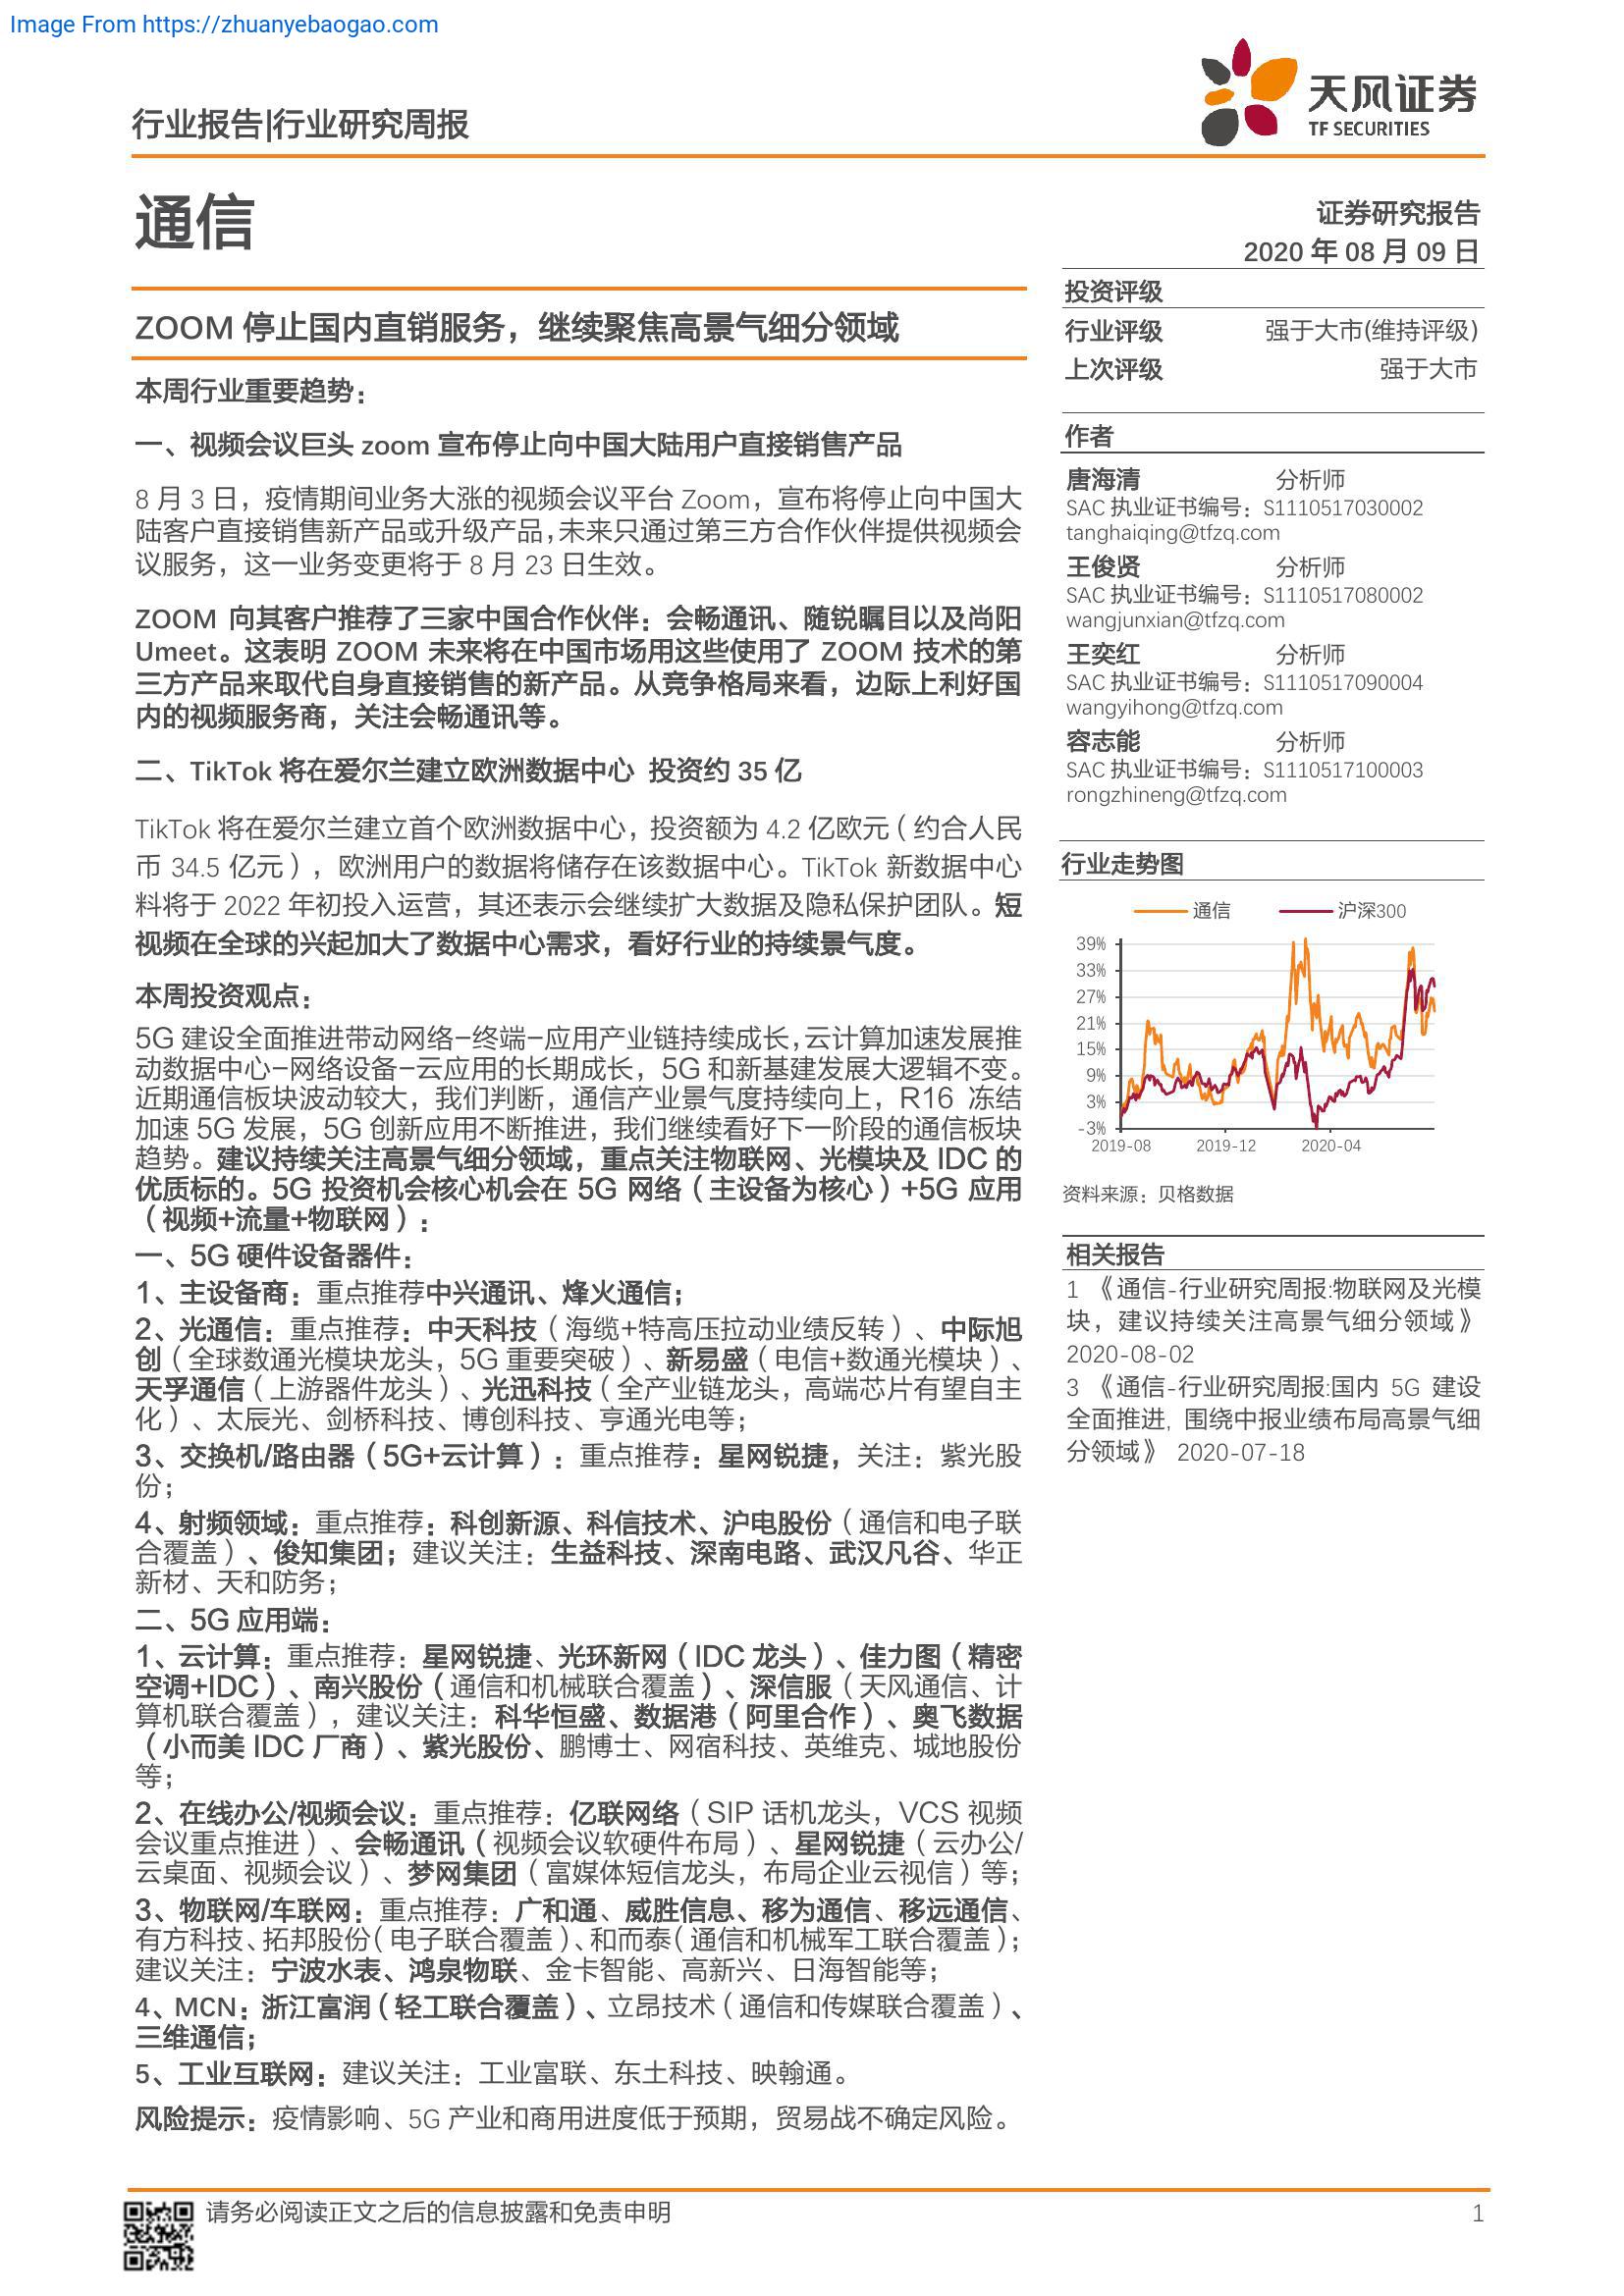 Image From https://zhuanyebaogao.com
行业报告|行业研究周报
天风证券
TF SECURITIES
通信
证券研究报告
2020 年 08 月 09 日
ZOOM 停止国内直销服务，继续聚焦高景气细分领域
本周行业重要趋势：
一、视频会议巨头 zoom 宣布停止向中国大陆用户直接销售产品
8 月 3 日，疫情期间业务大涨的视频会议平台 Zoom，宣布将停止向中国大
陆客户直接销售新产品或升级产品，未来只通过第三方合作伙伴提供视频会
议服务，这一业务变更将于 8 月 23 日生效。
ZOOM 向其客户推荐了三家中国合作伙伴：会畅通讯、随锐瞩目以及尚阳
Umeet。这表明 ZOOM 未来将在中国市场用这些使用了 ZOOM 技术的第
三方产品来取代自身直接销售的新产品。从竞争格局来看，边际上利好国
内的视频服务商，关注会畅通讯等。
二、TikTok 将在爱尔兰建立欧洲数据中心 投资约 35 亿
TikTok 将在爱尔兰建立首个欧洲数据中心，投资额为 4.2 亿欧元（约合人民
币 34.5 亿元），欧洲用户的数据将储存在该数据中心。TikTok 新数据中心
料将于 2022 年初投入运营，其还表示会继续扩大数据及隐私保护团队。短
视频在全球的兴起加大了数据中心需求，看好行业的持续景气度。
本周投资观点：
5G 建设全面推进带动网络-终端-应用产业链持续成长，云计算加速发展推
动数据中心-网络设备-云应用的长期成长，5G 和新基建发展大逻辑不变。
近期通信板块波动较大，我们判断，通信产业景气度持续向上，R16 冻结
加速 5G 发展，5G 创新应用不断推进，我们继续看好下一阶段的通信板块
趋势。建议持续关注高景气细分领域，重点关注物联网、光模块及 IDC 的
优质标的。5G 投资机会核心机会在 5G 网络（主设备为核心）+5G 应用
（视频+流量+物联网）：
一、5G 硬件设备器件：
1、主设备商：重点推荐中兴通讯、烽火通信；
2、光通信：重点推荐：中天科技（海缆+特高压拉动业绩反转）、中际旭
创（全球数通光模块龙头，5G 重要突破）、新易盛（电信+数通光模块）、
天孚通信（上游器件龙头）、光迅科技（全产业链龙头，高端芯片有望自主
化）、太辰光、剑桥科技、博创科技、亨通光电等；
3、交换机/路由器（5G+云计算）：重点推荐：星网锐捷，关注：紫光股
份；
4、射频领域：重点推荐：科创新源、科信技术、沪电股份（通信和电子联
合覆盖）、俊知集团；建议关注：生益科技、深南电路、武汉凡谷、华正
新材、天和防务；
二、5G 应用端：
1、云计算：重点推荐：星网锐捷、光环新网（IDC 龙头）、佳力图（精密
空调+IDC）、南兴股份（通信和机械联合覆盖）、深信服（天风通信、计
算机联合覆盖），建议关注：科华恒盛、数据港（阿里合作）、奥飞数据
（小而美 IDC 厂商）、紫光股份、鹏博士、网宿科技、英维克、城地股份
等；
2、在线办公/视频会议：重点推荐：亿联网络（SIP 话机龙头，VCS 视频
会议重点推进）、会畅通讯（视频会议软硬件布局）、星网锐捷（云办公/
云桌面、视频会议）、梦网集团（富媒体短信龙头，布局企业云视信）等；
3、物联网/车联网：重点推荐：广和通、威胜信息、移为通信、移远通信、
有方科技、拓邦股份（电子联合覆盖）、和而泰（通信和机械军工联合覆盖）；
建议关注：宁波水表、鸿泉物联、金卡智能、高新兴、日海智能等；
4、MCN：浙江富润（轻工联合覆盖）、立昂技术（通信和传媒联合覆盖）、
三维通信；
5、工业互联网：建议关注：工业富联、东土科技、映翰通。
风险提示：疫情影响、5G 产业和商用进度低于预期，贸易战不确定风险。
投资评级
行业评级 强于大市(维持评级)
上次评级 强于大市
作者
唐海清 分析师
SAC 执业证书编号：S1110517030002
tanghaiqing@tfzq.com
王俊贤 分析师
SAC 执业证书编号：S1110517080002
wangjunxian@tfzq.com
王奕红 分析师
SAC 执业证书编号：S1110517090004
wangyihong@tfzq.com
容志能 分析师
SAC 执业证书编号：S1110517100003
rongzhineng@tfzq.com
行业走势图
通信 沪深300
39%
33%
27%
21%
15%
9%
3%
-3%
2019-08 2019-12 2020-04
资料来源：贝格数据
相关报告
1 《通信-行业研究周报:物联网及光模
块，建议持续关注高景气细分领域》
2020-08-02
3 《通信-行业研究周报:国内 5G 建设
全面推进，围绕中报业绩布局高景气细
分领域》 2020-07-18
请务必阅读正文之后的信息披露和免责申明
1